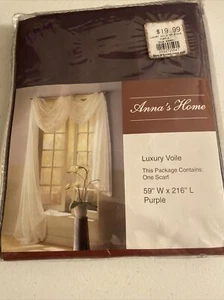 $19.99
Anna's Home
Luxury Voile
This Package Contains:
One Scarf
59" W x 216" L
Purple